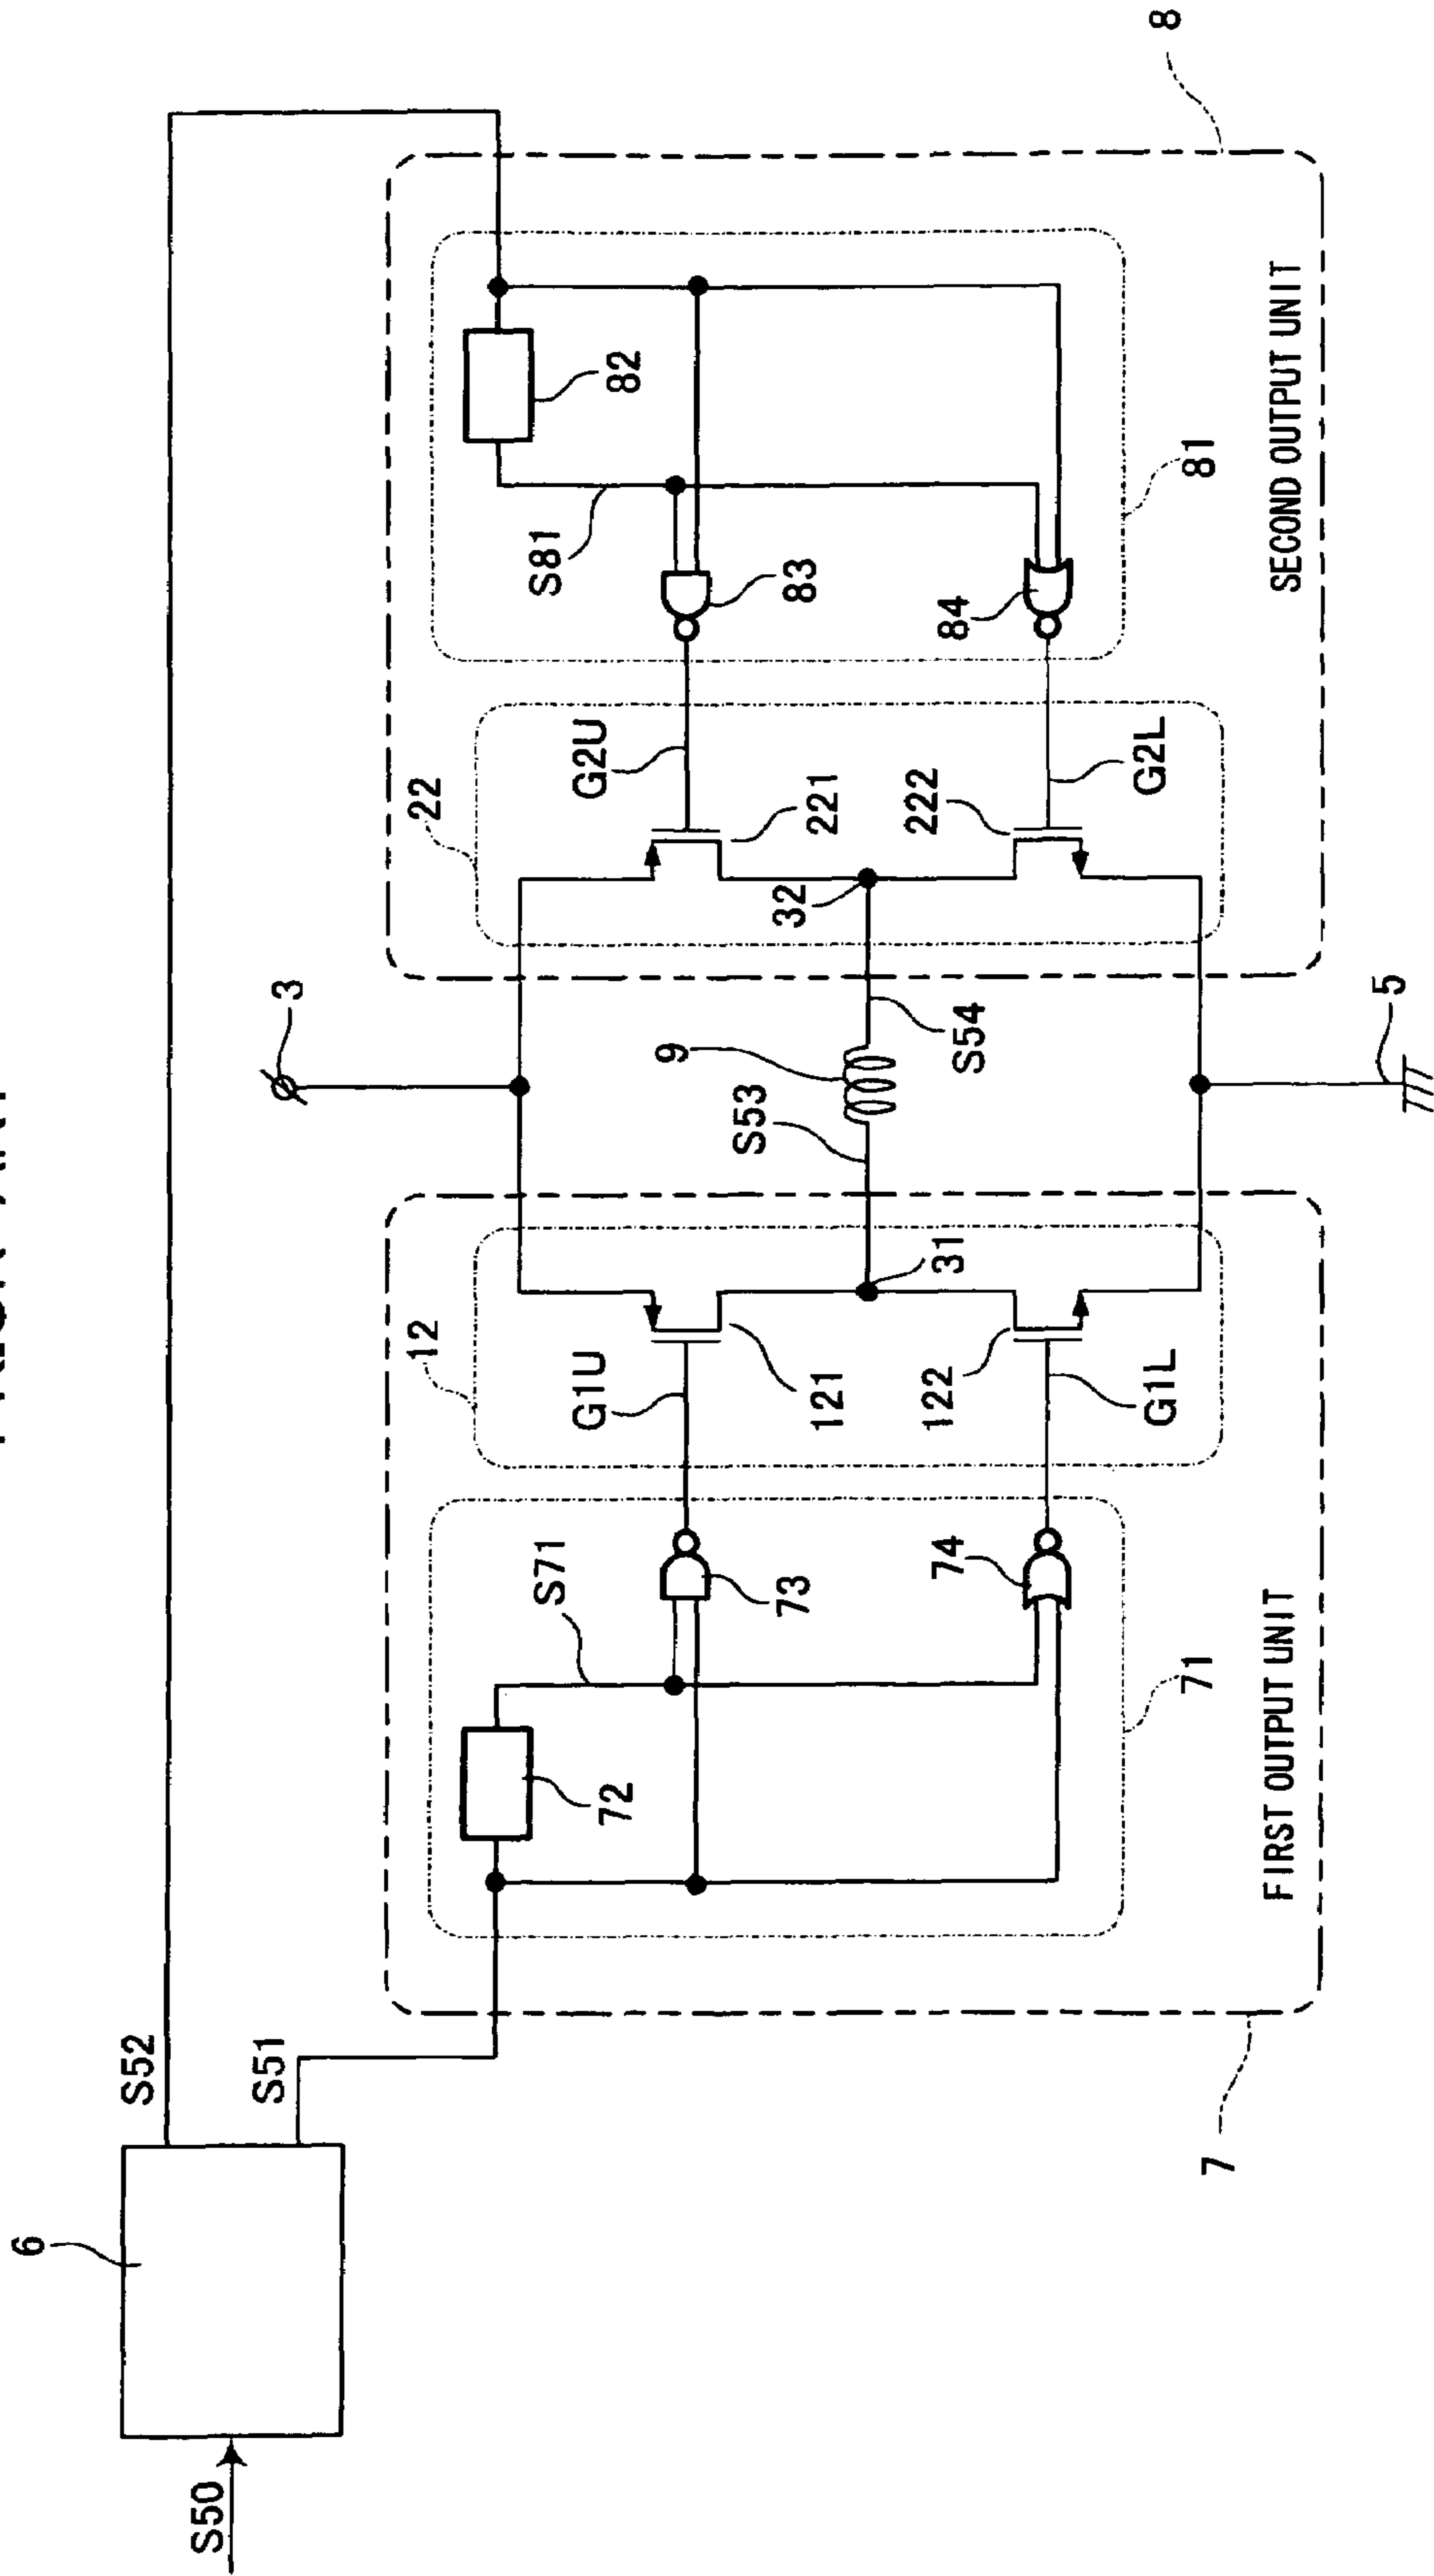 PRIOR ART
S50
6
S52
S51
3
8
12
22
72
S71
S81
82
G1U
G2U
73
121
221
83
31
S53
9
S54
32
74
122
222
84
G1L
G2L
71
81
FIRST OUTPUT UNIT
SECOND OUTPUT UNIT
7
5